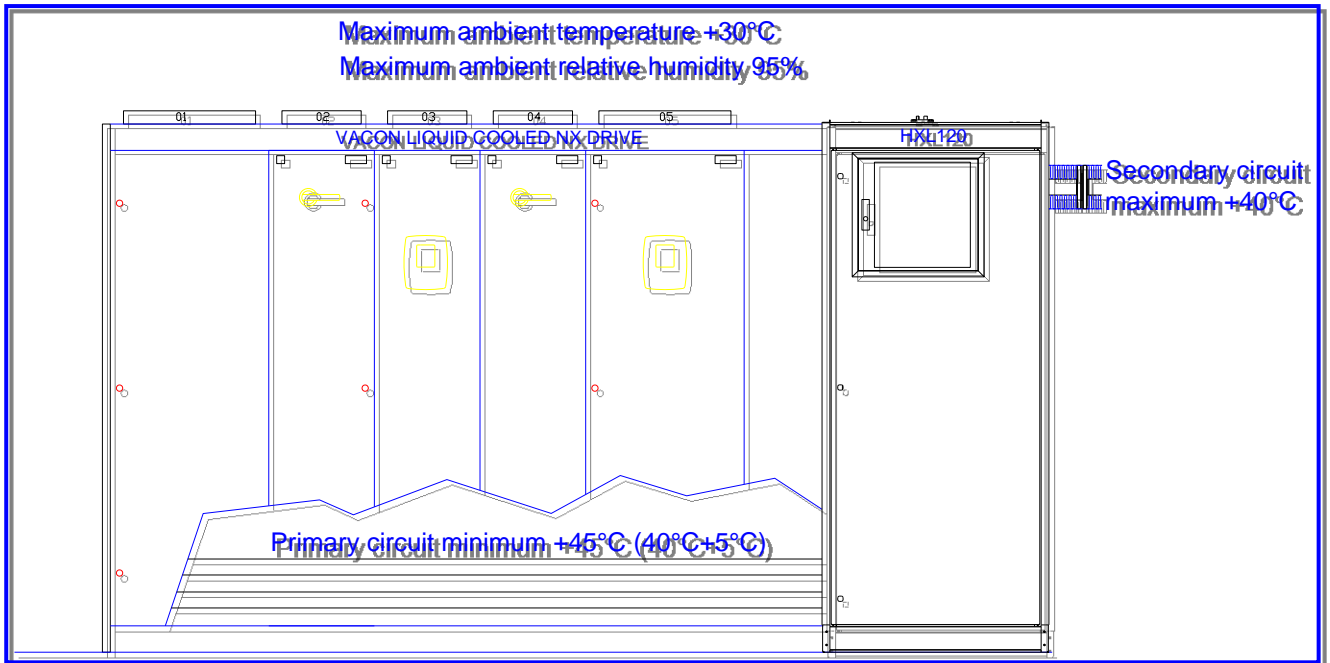 Maximum ambient temperature +30°C
Maximum ambient relative humidity 95%
01 02 03 04 05
VACON LIQUID COOLED NX DRIVE
HXL120
Secondary circuit
maximum +40°C
Primary circuit minimum +45°C (40°C+5°C)